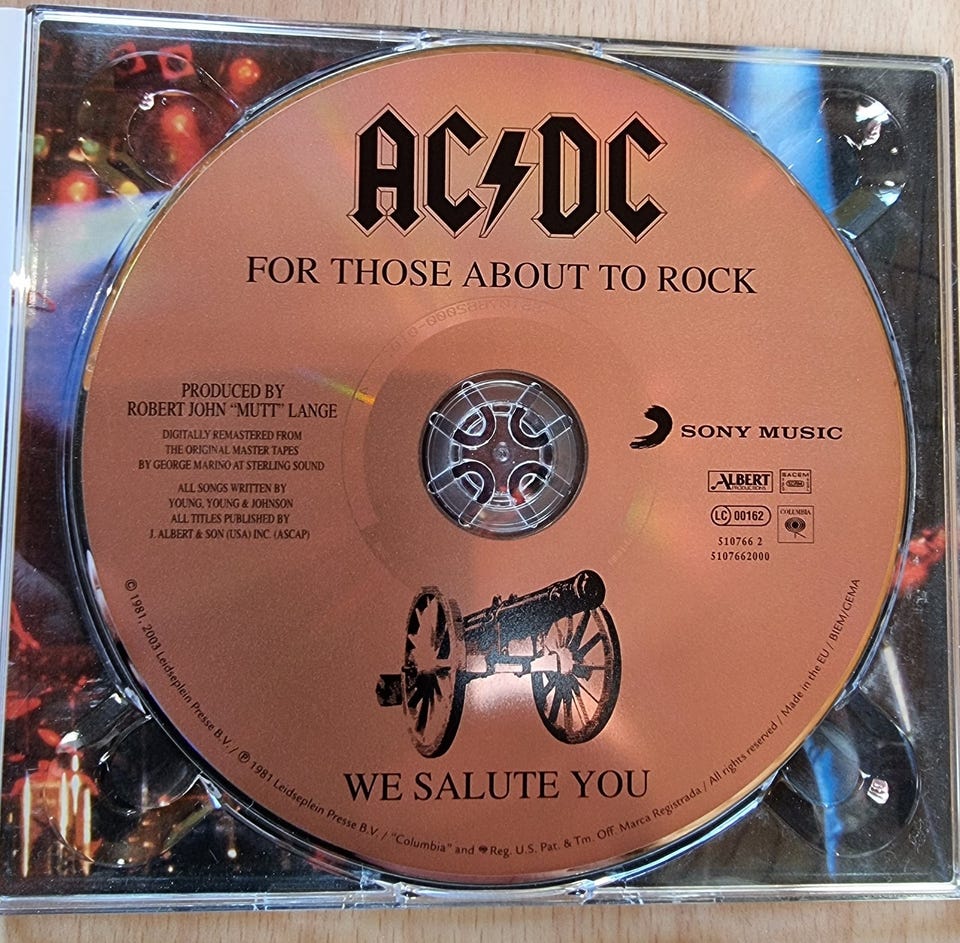 AC⚡DC
FOR THOSE ABOUT TO ROCK
PRODUCED BY
ROBERT JOHN “MUTT” LANGE
DIGITALLY REMASTERED FROM
THE ORIGINAL MASTER TAPES
BY GEORGE MARINO AT STERLING SOUND
ALL SONGS WRITTEN BY
YOUNG, YOUNG & JOHNSON
ALL TITLES PUBLISHED BY
J. ALBERT & SON (USA) INC. (ASCAP)
SONY MUSIC
ALBERT
PRODUCTIONS
SACEM
LC 00162
COLUMBIA
510766 2
5107662000
WE SALUTE YOU
© 1981, 2003 Leidseplein Presse B.V. / ℗ 1981 Leidseplein Presse B.V. / "Columbia" and Reg. U.S. Pat. & Tm. Off. Marca Registrada / All rights reserved / Made in the EU / BIEM/GEMA